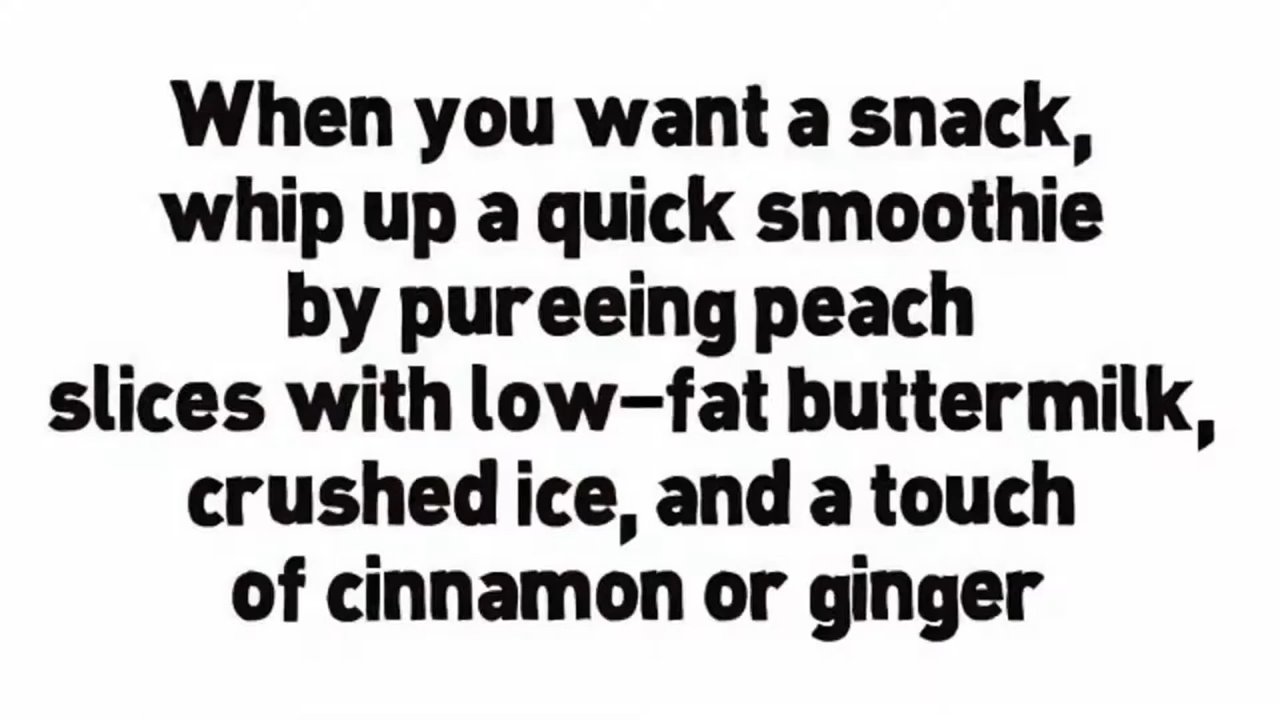 When you want a snack,
whip up a quick smoothie
by pureeing peach
slices with low-fat buttermilk,
crushed ice, and a touch
of cinnamon or ginger